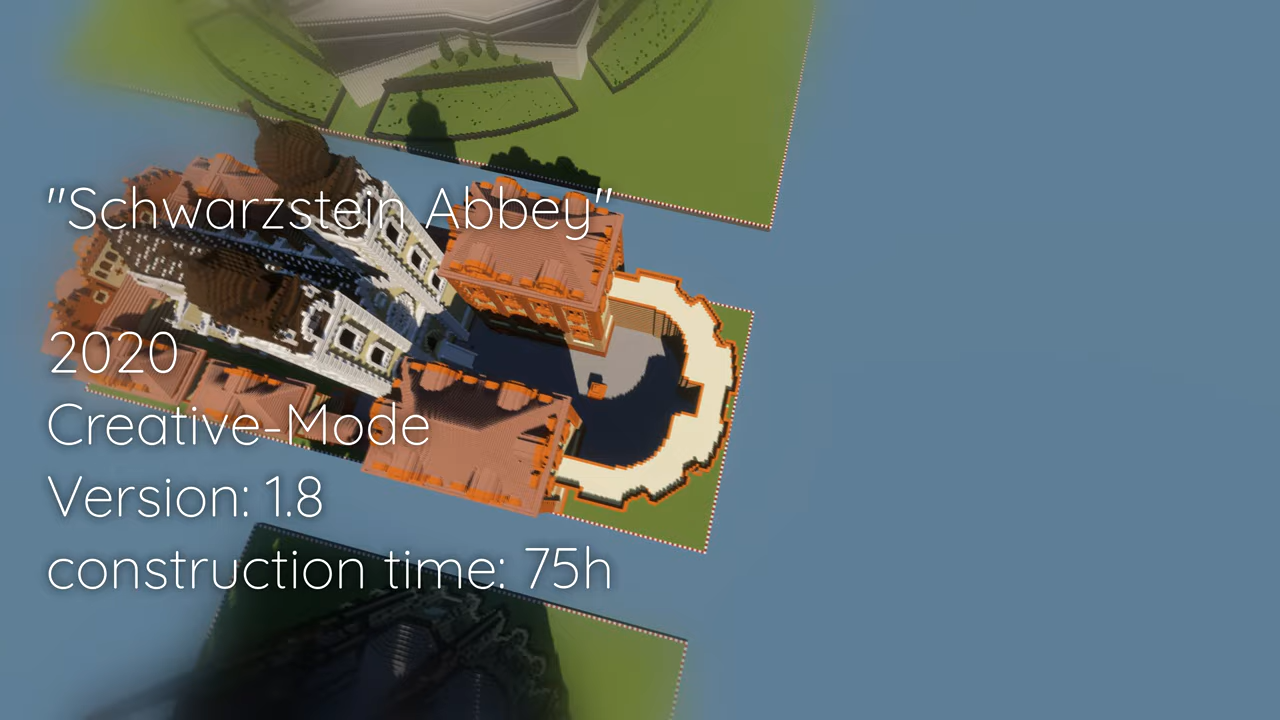 "Schwarzstein Abbey"
2020
Creative-Mode
Version: 1.8
construction time: 75h